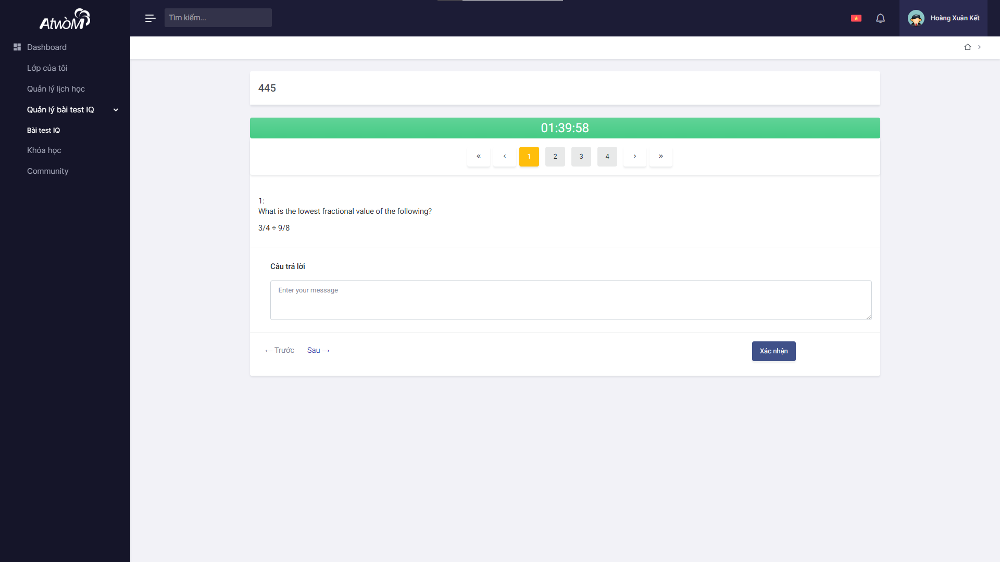 AtwoM
Dashboard
Lớp của tôi
Quản lý lịch học
Quản lý bài test IQ
Bài test IQ
Khóa học
Community
Tìm kiếm...
Hoàng Xuân Kết
445
01:39:58
« ‹ 1 2 3 4 › »
1:
What is the lowest fractional value of the following?
3/4 ÷ 9/8
Câu trả lời
Enter your message
← Trước Sau → Xác nhận